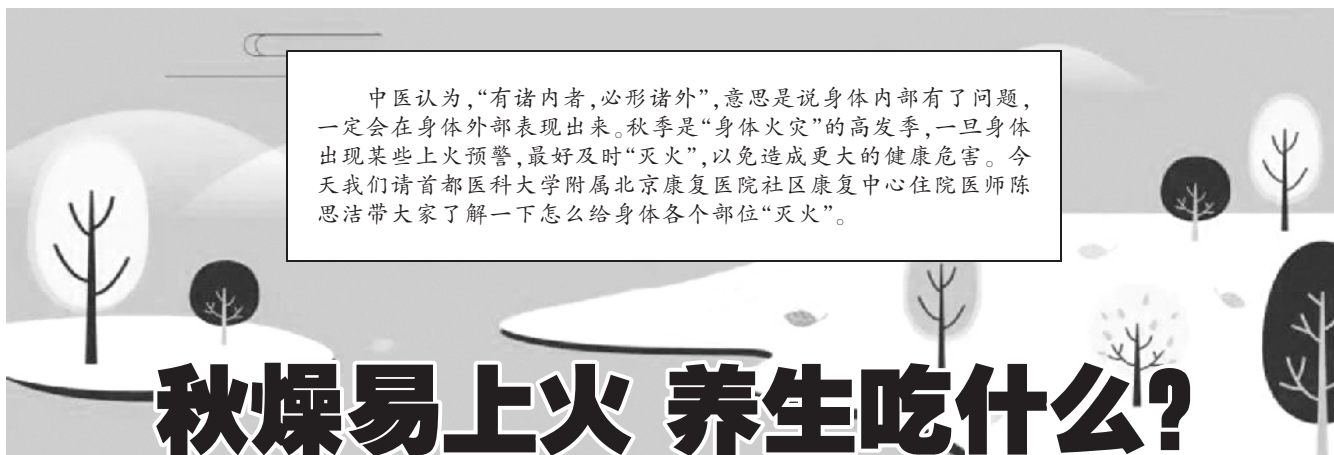 中医认为,“有诸内者,必形诸外”,意思是说身体内部有了问题,
一定会在身体外部表现出来。秋季是“身体火灾”的高发季,一旦身体
出现某些上火预警,最好及时“灭火”,以免造成更大的健康危害。今
天我们请首都医科大学附属北京康复医院社区康复中心住院医师陈
思洁带大家了解一下怎么给身体各个部位“灭火”。
秋燥易上火 养生吃什么?